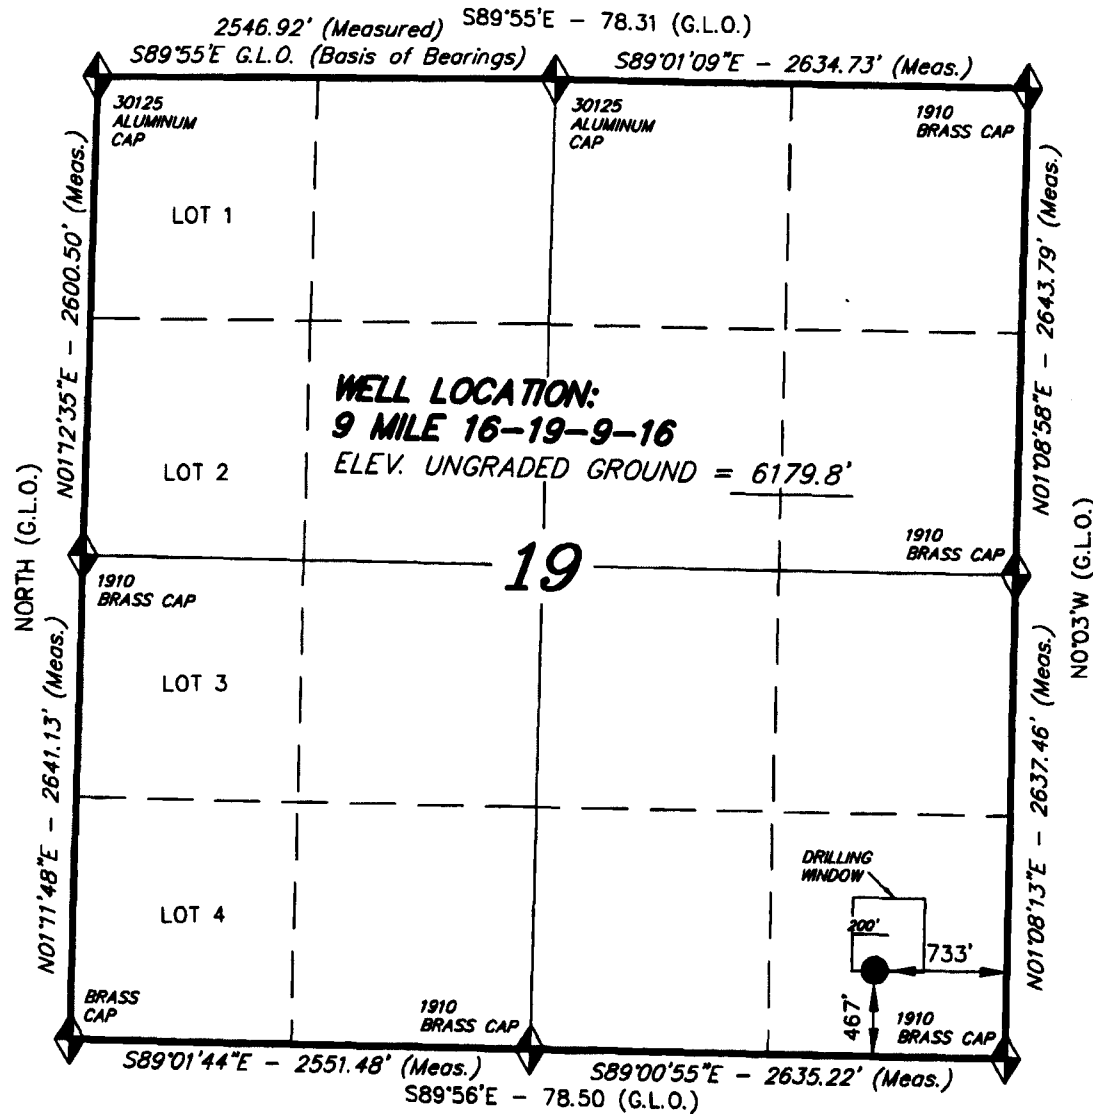 S89°55'E - 78.31 (G.L.O.)
2546.92' (Measured)
S89°55'E G.L.O. (Basis of Bearings)
S89°01'09"E - 2634.73' (Meas.)
30125
ALUMINUM
CAP
30125
ALUMINUM
CAP
1910
BRASS CAP
N01°12'35"E - 2600.50' (Meas.)
LOT 1
N01°08'58"E - 2643.79' (Meas.)
WELL LOCATION:
9 MILE 16-19-9-16
ELEV. UNGRADED GROUND = 6179.8'
LOT 2
NORTH (G.L.O.)
1910
BRASS CAP
19
N0°03'W (G.L.O.)
1910
BRASS CAP
LOT 3
N01°11'48"E - 2641.13' (Meas.)
N01°08'13"E - 2637.46' (Meas.)
DRILLING
WINDOW
LOT 4
200'
733'
467'
BRASS
CAP
1910
BRASS CAP
1910
BRASS CAP
S89°01'44"E - 2551.48' (Meas.)
S89°00'55"E - 2635.22' (Meas.)
S89°56'E - 78.50 (G.L.O.)